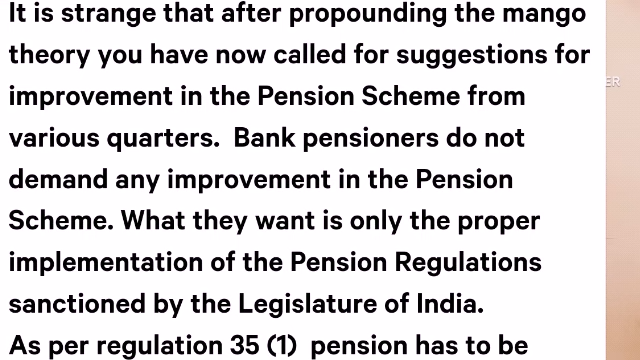 It is strange that after propounding the mango
theory you have now called for suggestions for
improvement in the Pension Scheme from
various quarters.  Bank pensioners do not
demand any improvement in the Pension
Scheme. What they want is only the proper
implementation of the Pension Regulations
sanctioned by the Legislature of India.
As per regulation 35 (1)  pension has to be
ER